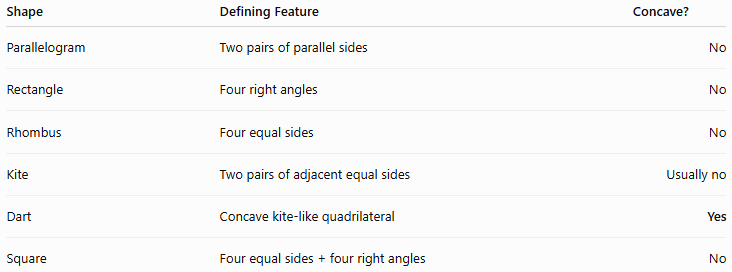 Shape Defining Feature Concave?
Parallelogram Two pairs of parallel sides No
Rectangle Four right angles No
Rhombus Four equal sides No
Kite Two pairs of adjacent equal sides Usually no
Dart Concave kite-like quadrilateral Yes
Square Four equal sides + four right angles No